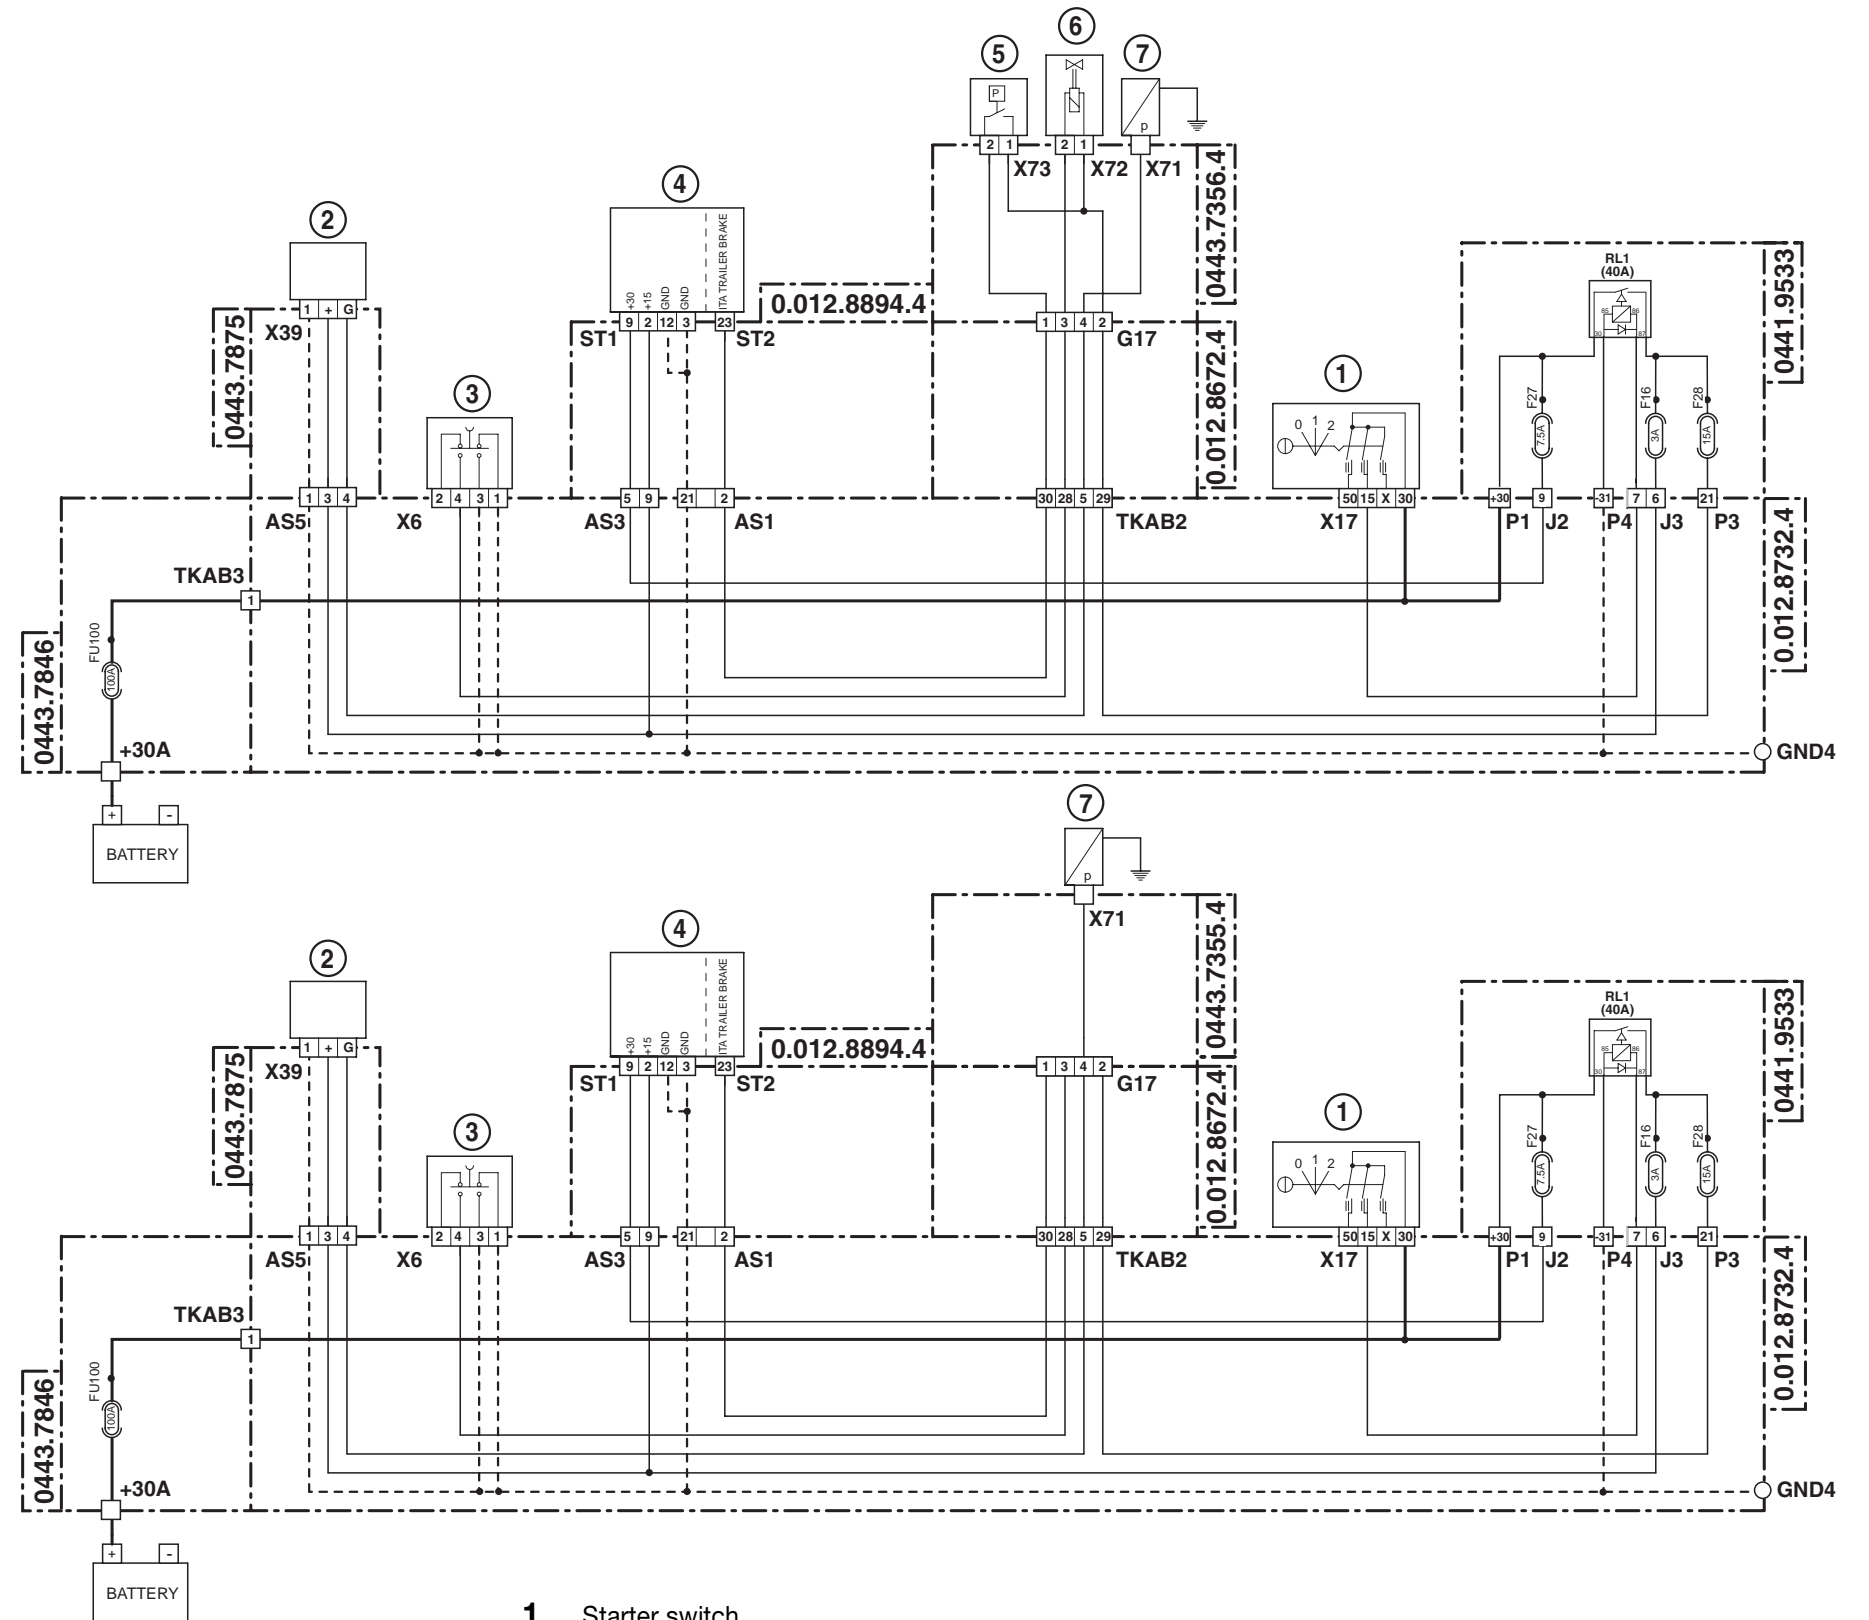 6
5
7
P
p
2 1
X73
2 1
X72
X71
0443.7356.4
4
2
ITA TRAILER BRAKE
+30
+15
GND
GND
0.012.8894.4
RL1
(40A)
85
86
30
87
0441.9533
1 + G
X39
0443.7875
9 2 12 3
ST1
23
ST2
1 3 4 2
G17
0.012.8672.4
3
1
0 1 2
F27
7.5A
F16
3A
F28
15A
1 3 4
AS5
2 4 3 1
X6
5 9
AS3
21 2
AS1
30 28 5 29
TKAB2
50 15 X 30
X17
+30
P1
9
J2
-31
P4
7 6
J3
21
P3
0.012.8732.4
TKAB3
1
FU100
100A
0443.7846
+30A
GND4
+ -
BATTERY
7
p
X71
0443.7355.4
4
2
ITA TRAILER BRAKE
+30
+15
GND
GND
0.012.8894.4
RL1
(40A)
85
86
30
87
0441.9533
1 + G
X39
0443.7875
9 2 12 3
ST1
23
ST2
1 3 4 2
G17
0.012.8672.4
3
1
0 1 2
F27
7.5A
F16
3A
F28
15A
1 3 4
AS5
2 4 3 1
X6
5 9
AS3
21 2
AS1
30 28 5 29
TKAB2
50 15 X 30
X17
+30
P1
9
J2
-31
P4
7 6
J3
21
P3
0.012.8732.4
TKAB3
1
FU100
100A
0443.7846
+30A
GND4
+ -
BATTERY
1 Starter switch